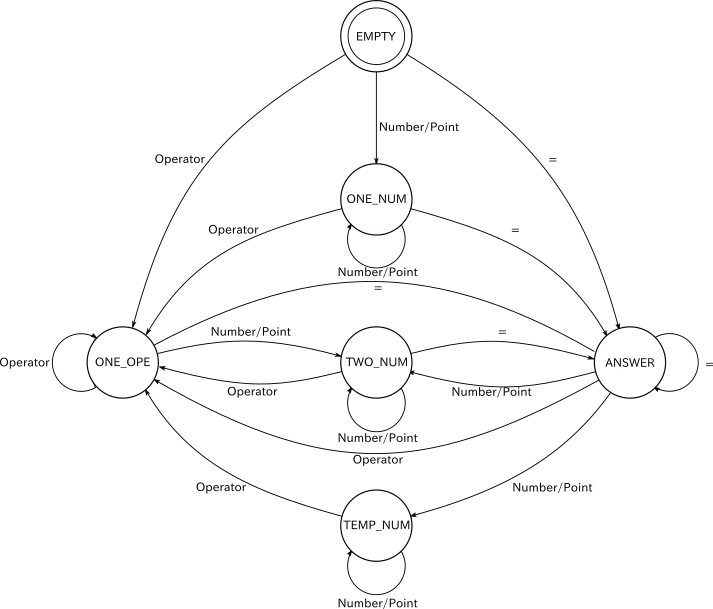 EMPTY
Number/Point
Operator
=
ONE_NUM
Operator
=
Number/Point
=
Number/Point
=
Operator
ONE_OPE
TWO_NUM
ANSWER
=
Operator
Number/Point
Number/Point
Operator
Operator
Number/Point
TEMP_NUM
Number/Point